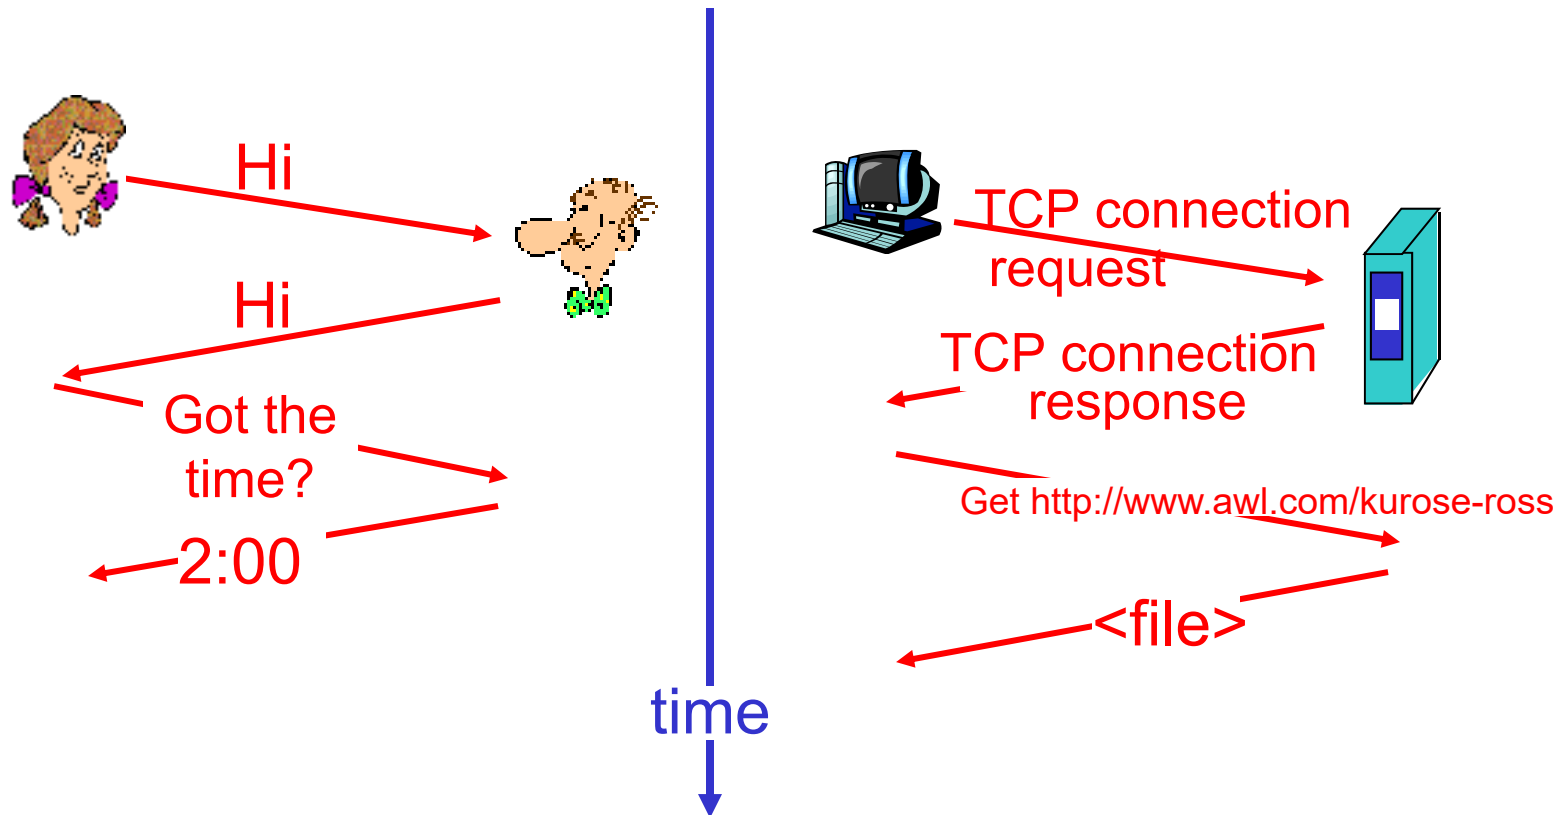 Hi
Hi
Got the
time?
2:00
TCP connection
request
TCP connection
response
Get http://www.awl.com/kurose-ross
<file>
time